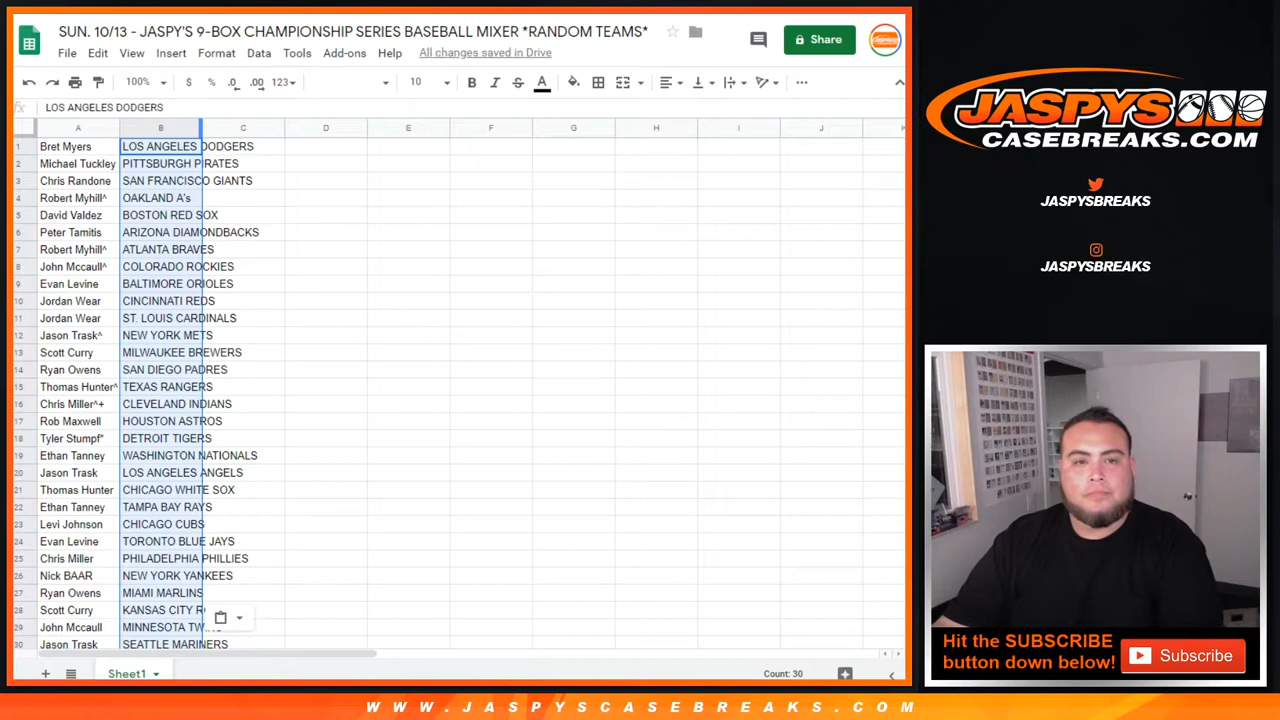 SUN. 10/13 - JASPY'S 9-BOX CHAMPIONSHIP SERIES BASEBALL MIXER *RANDOM TEAMS*
File Edit View Insert Format Data Tools Add-ons Help All changes saved in Drive
Share
100% $ % .0 .00 123 10 B I S A
fx LOS ANGELES DODGERS
A B C D E F G H I J
1 Bret Myers LOS ANGELES DODGERS
2 Michael Tuckley PITTSBURGH PIRATES
3 Chris Randone SAN FRANCISCO GIANTS
4 Robert Myhill^ OAKLAND A's
5 David Valdez BOSTON RED SOX
6 Peter Tamitis ARIZONA DIAMONDBACKS
7 Robert Myhill^ ATLANTA BRAVES
8 John Mccaull^ COLORADO ROCKIES
9 Evan Levine BALTIMORE ORIOLES
10 Jordan Wear CINCINNATI REDS
11 Jordan Wear ST. LOUIS CARDINALS
12 Jason Trask^ NEW YORK METS
13 Scott Curry MILWAUKEE BREWERS
14 Ryan Owens SAN DIEGO PADRES
15 Thomas Hunter^ TEXAS RANGERS
16 Chris Miller^+ CLEVELAND INDIANS
17 Rob Maxwell HOUSTON ASTROS
18 Tyler Stumpf" DETROIT TIGERS
19 Ethan Tanney WASHINGTON NATIONALS
20 Jason Trask LOS ANGELES ANGELS
21 Thomas Hunter CHICAGO WHITE SOX
22 Ethan Tanney TAMPA BAY RAYS
23 Levi Johnson CHICAGO CUBS
24 Evan Levine TORONTO BLUE JAYS
25 Chris Miller PHILADELPHIA PHILLIES
26 Nick BAAR NEW YORK YANKEES
27 Ryan Owens MIAMI MARLINS
28 Scott Curry KANSAS CITY R
29 John Mccaull MINNESOTA TW
30 Jason Trask SEATTLE MARINERS
Sheet1 Count: 30
JASPYS
CASEBREAKS.COM
JASPYSBREAKS
JASPYSBREAKS
Hit the SUBSCRIBE
button down below!
Subscribe
WWW.JASPYSCASEBREAKS.COM